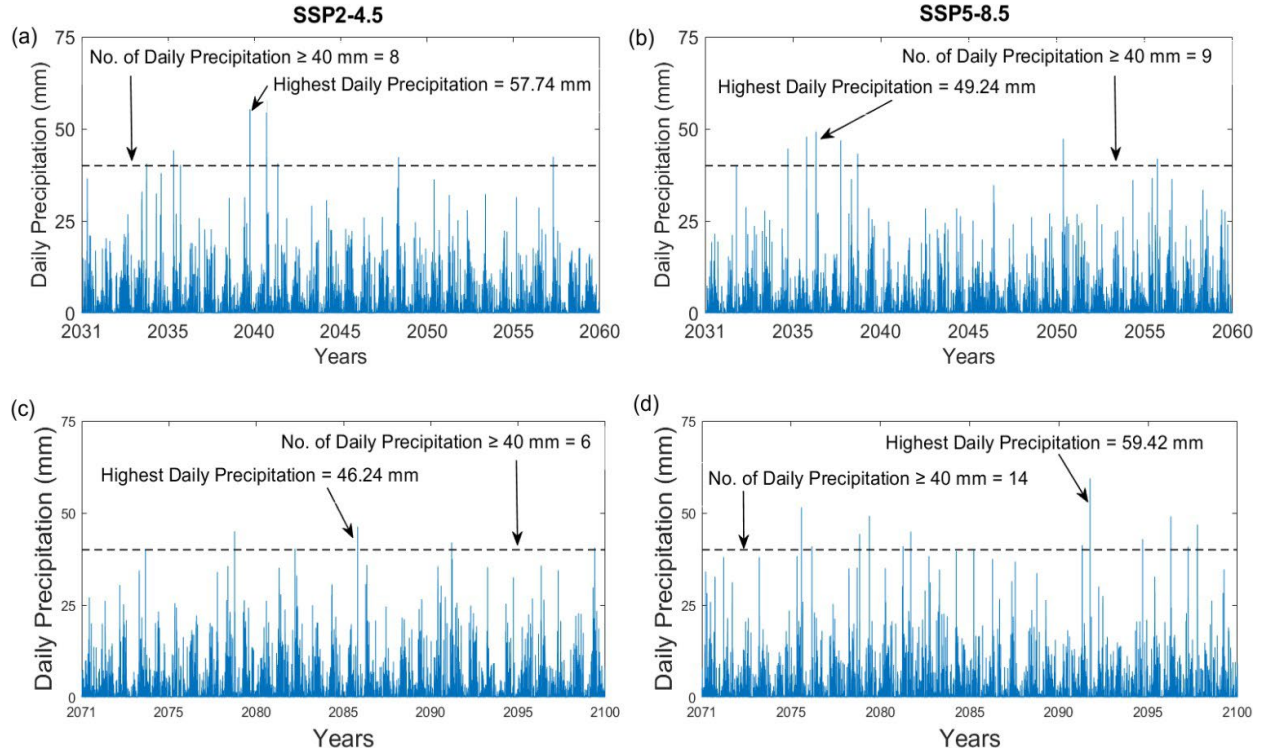 SSP2-4.5
SSP5-8.5
(a)
75
50
25
0
Daily Precipitation (mm)
No. of Daily Precipitation ≥ 40 mm = 8
Highest Daily Precipitation = 57.74 mm
2031 2035 2040 2045 2050 2055 2060
Years
(b)
75
50
25
0
Daily Precipitation (mm)
No. of Daily Precipitation ≥ 40 mm = 9
Highest Daily Precipitation = 49.24 mm
2031 2035 2040 2045 2050 2055 2060
Years
(c)
75
50
25
0
Daily Precipitation (mm)
No. of Daily Precipitation ≥ 40 mm = 6
Highest Daily Precipitation = 46.24 mm
2071 2075 2080 2085 2090 2095 2100
Years
(d)
75
50
25
0
Daily Precipitation (mm)
Highest Daily Precipitation = 59.42 mm
No. of Daily Precipitation ≥ 40 mm = 14
2071 2075 2080 2085 2090 2095 2100
Years